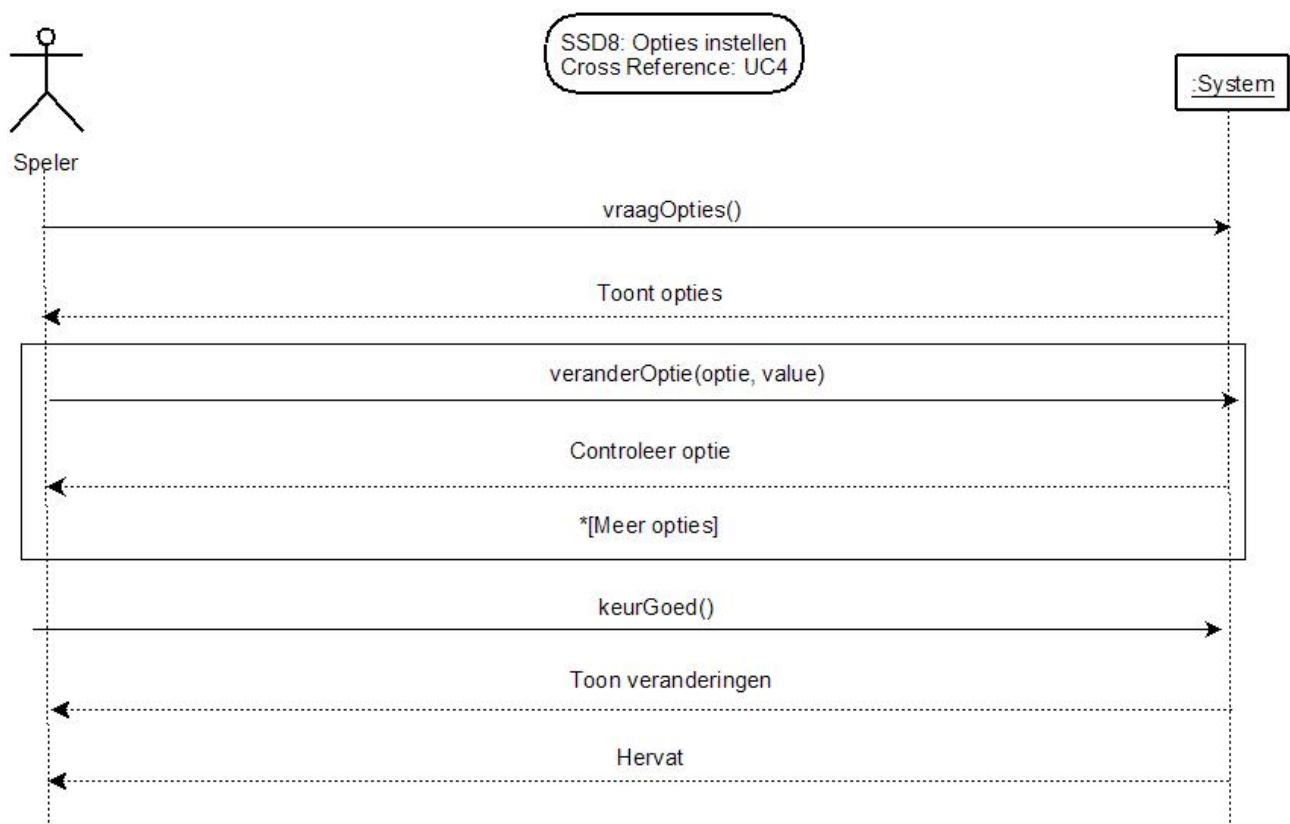 SSD8: Opties instellen
Cross Reference: UC4
:System
Speler
vraagOpties()
Toont opties
veranderOptie(optie, value)
Controleer optie
*[Meer opties]
keurGoed()
Toon veranderingen
Hervat